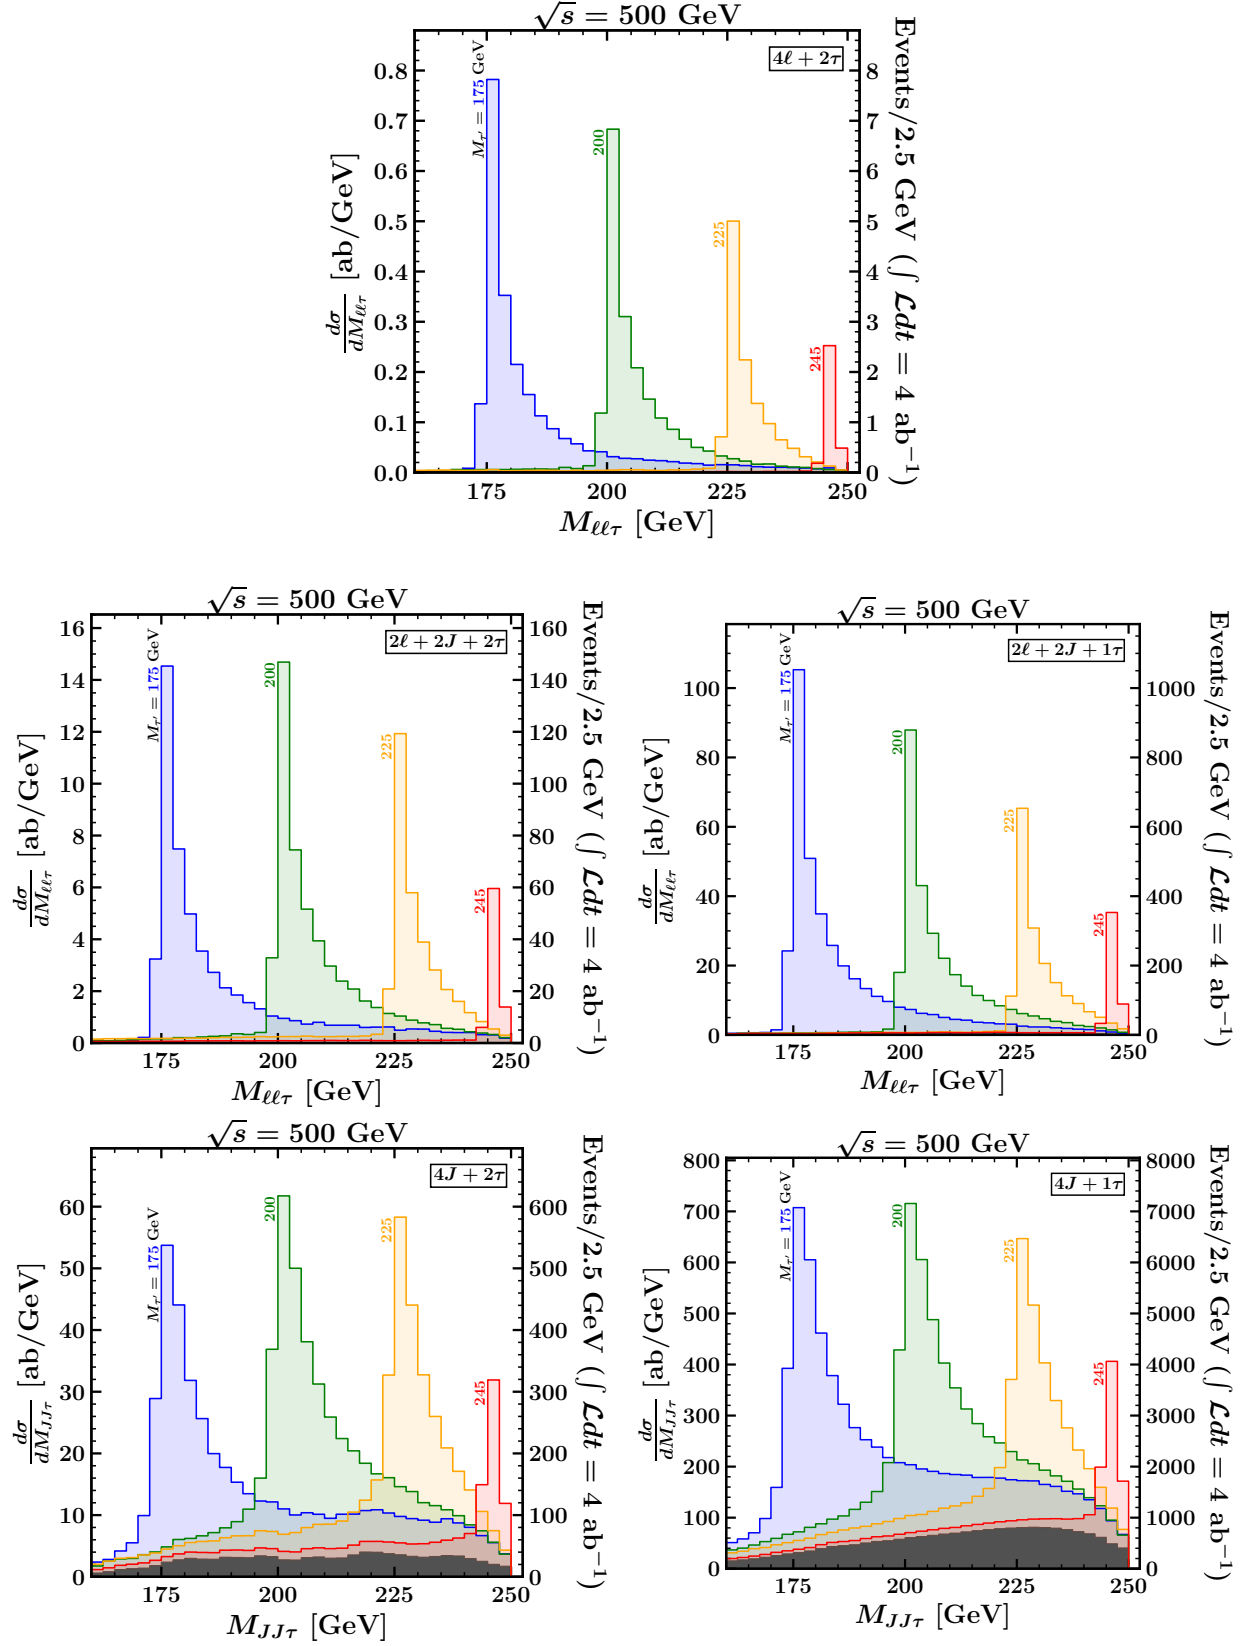 √s = 500 GeV
4ℓ + 2τ
M_τ′ = 175 GeV
200
225
245
0.8
0.7
0.6
0.5
0.4
0.3
0.2
0.1
0.0
8
7
6
5
4
3
2
1
0
175 200 225 250
dσ/dM_ℓℓτ [ab/GeV]
Events/2.5 GeV (∫ ℒdt = 4 ab⁻¹)
M_ℓℓτ [GeV]
√s = 500 GeV
2ℓ + 2J + 2τ
M_τ′ = 175 GeV
200
225
245
16
14
12
10
8
6
4
2
0
160
140
120
100
80
60
40
20
0
175 200 225 250
dσ/dM_ℓℓτ [ab/GeV]
Events/2.5 GeV (∫ ℒdt = 4 ab⁻¹)
M_ℓℓτ [GeV]
√s = 500 GeV
2ℓ + 2J + 1τ
M_τ′ = 175 GeV
200
225
245
100
80
60
40
20
0
1000
800
600
400
200
0
175 200 225 250
dσ/dM_ℓℓτ [ab/GeV]
Events/2.5 GeV (∫ ℒdt = 4 ab⁻¹)
M_ℓℓτ [GeV]
√s = 500 GeV
4J + 2τ
M_τ′ = 175 GeV
200
225
245
60
50
40
30
20
10
0
600
500
400
300
200
100
0
175 200 225 250
dσ/dM_JJτ [ab/GeV]
Events/2.5 GeV (∫ ℒdt = 4 ab⁻¹)
M_JJτ [GeV]
√s = 500 GeV
4J + 1τ
M_τ′ = 175 GeV
200
225
245
800
700
600
500
400
300
200
100
0
8000
7000
6000
5000
4000
3000
2000
1000
0
175 200 225 250
dσ/dM_JJτ [ab/GeV]
Events/2.5 GeV (∫ ℒdt = 4 ab⁻¹)
M_JJτ [GeV]